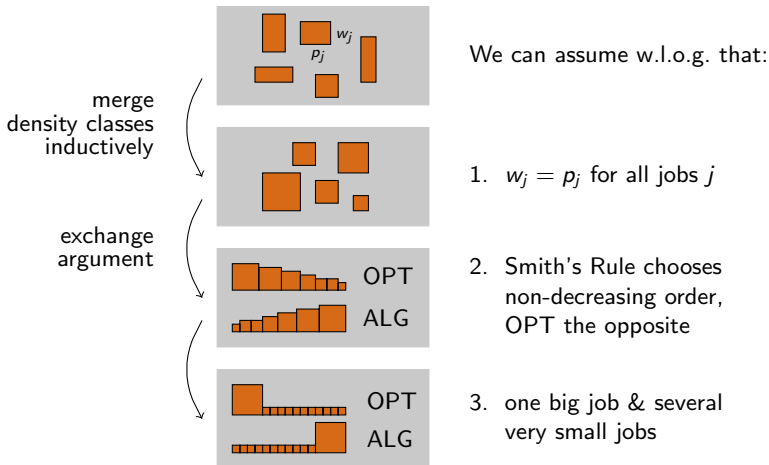 w_j
p_j
We can assume w.l.o.g. that:
merge
density classes
inductively
1. w_j = p_j for all jobs j
exchange
argument
OPT
ALG
2. Smith's Rule chooses
non-decreasing order,
OPT the opposite
OPT
ALG
3. one big job & several
very small jobs